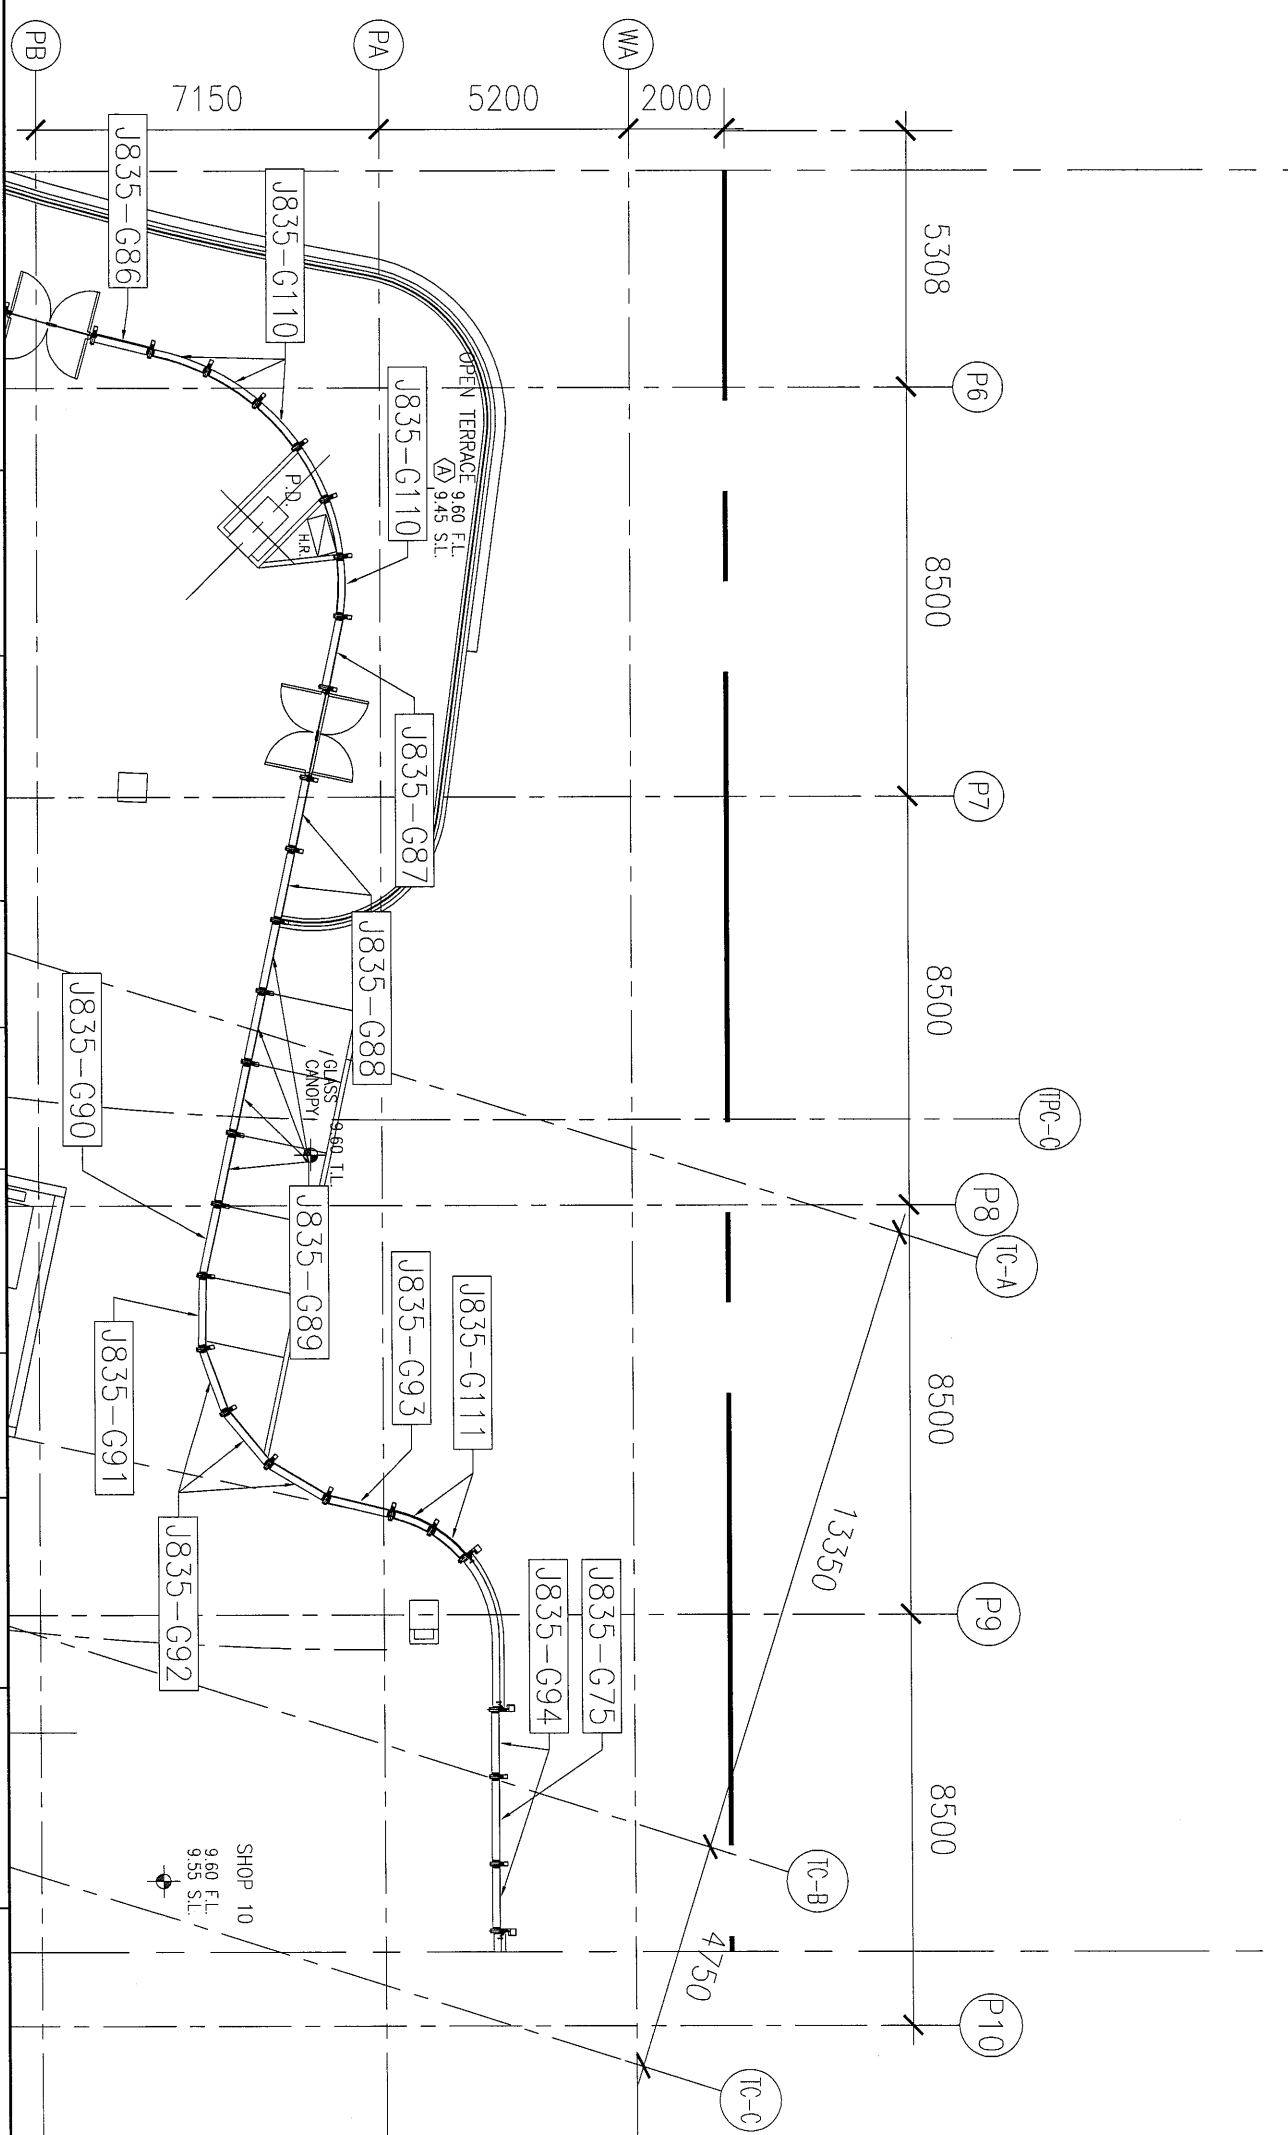 PB
PA
WA
7150
5200
2000
5308
P6
8500
P7
8500
TPC-C
P8
TC-A
8500
13350
P9
8500
TC-B
4750
P10
TC-C
J835-G86
J835-G110
J835-G110
OPEN TERRACE
A
9.60 F.L.
9.45 S.L.
P.D.
H.R.
J835-G87
J835-G88
GLASS
CANOPY
9.60 T.L.
J835-G90
J835-G89
J835-G91
J835-G93
J835-G111
J835-G92
J835-G94
J835-G75
SHOP 10
9.60 F.L.
9.55 S.L.